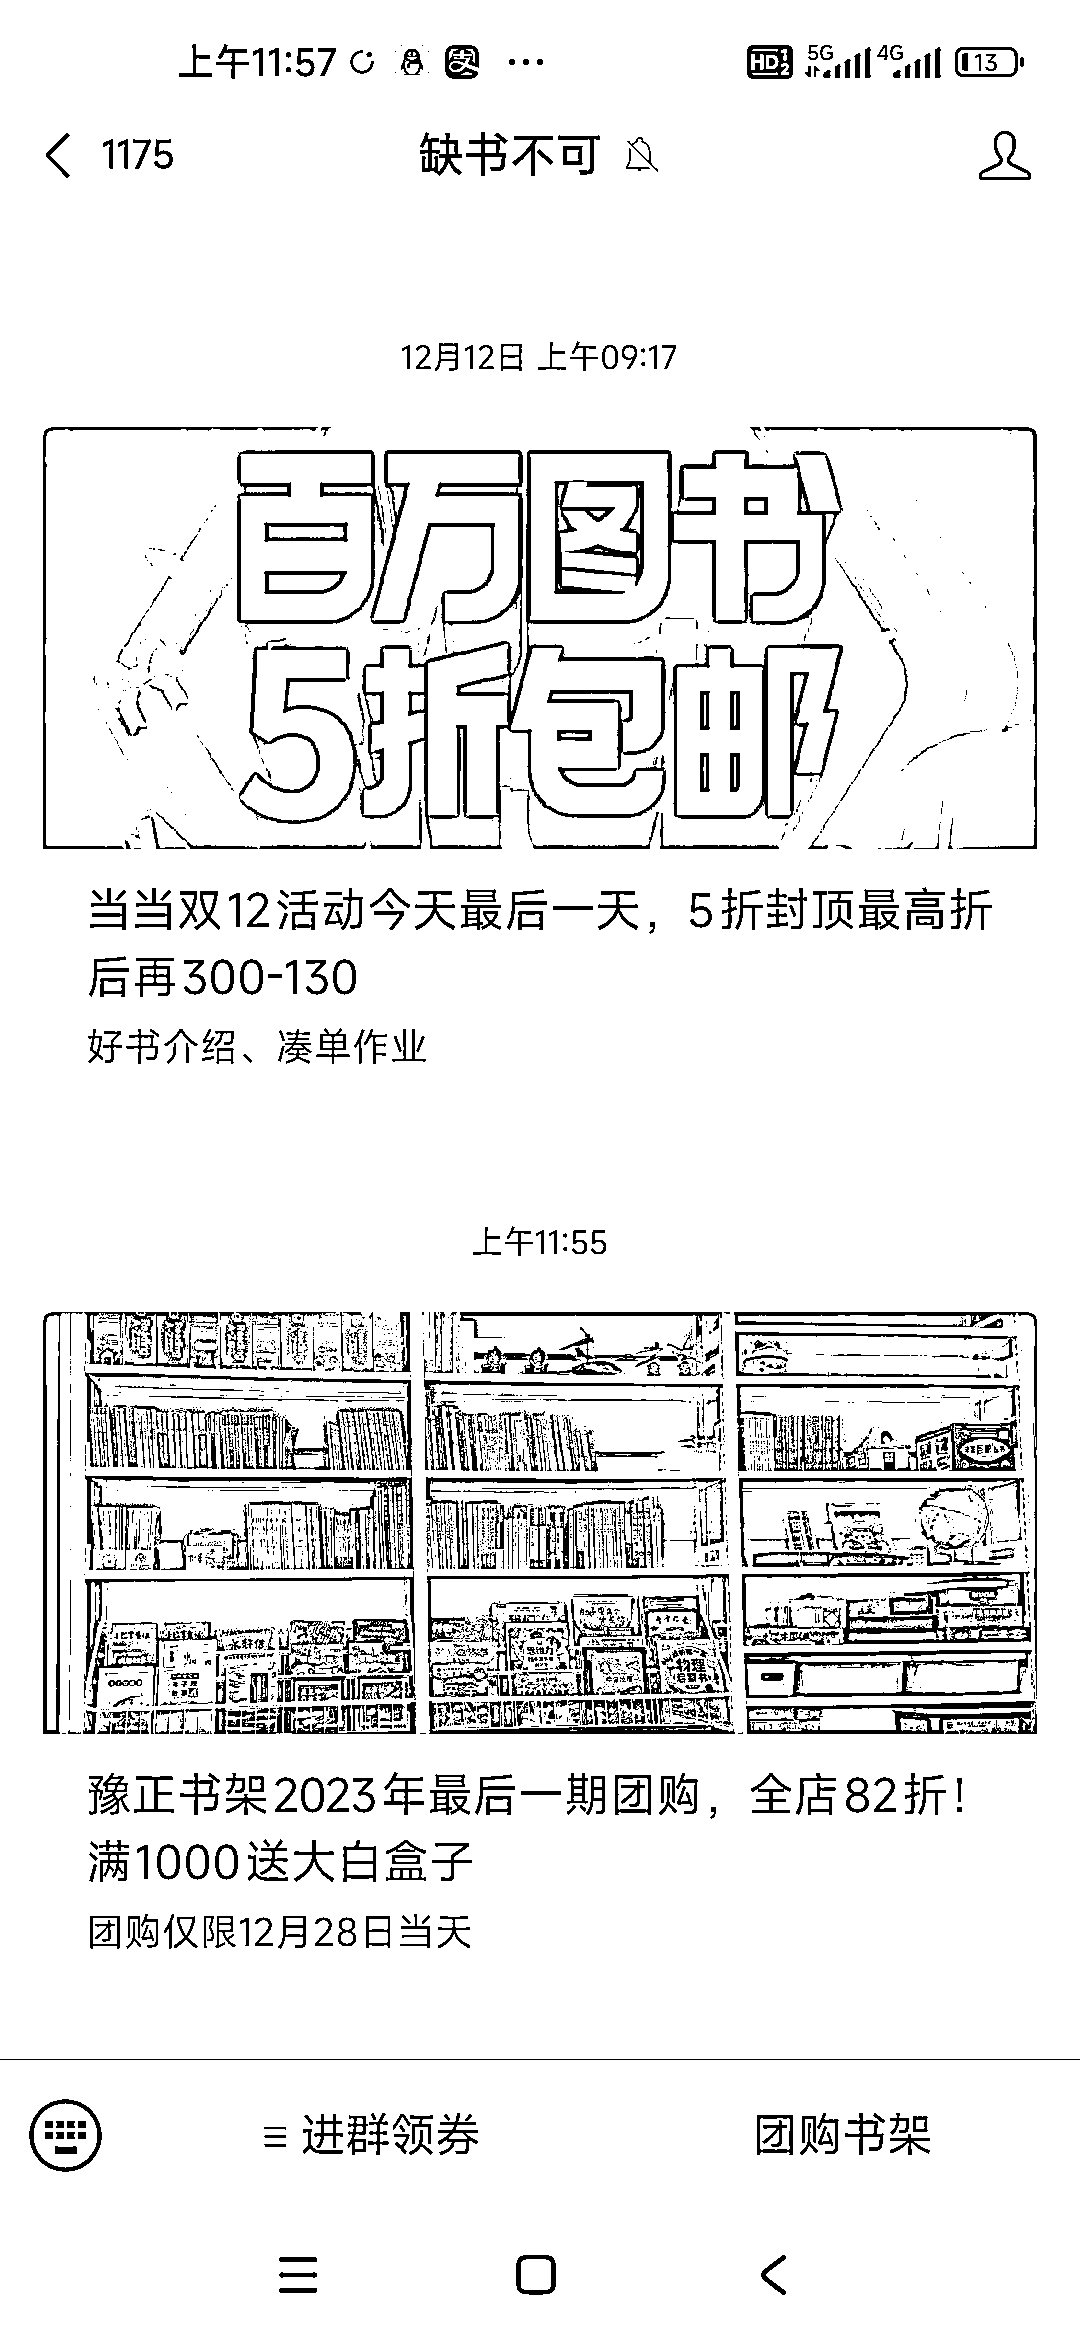 上午11:57 ... HD 1 2 5G 4G 13
1175 缺书不可
12月12日 上午09:17
百万图书
5折包邮
当当双12活动今天最后一天，5折封顶最高折
后再300-130
好书介绍、凑单作业
上午11:55
豫正书架2023年最后一期团购，全店82折！
满1000送大白盒子
团购仅限12月28日当天
进群领券 团购书架